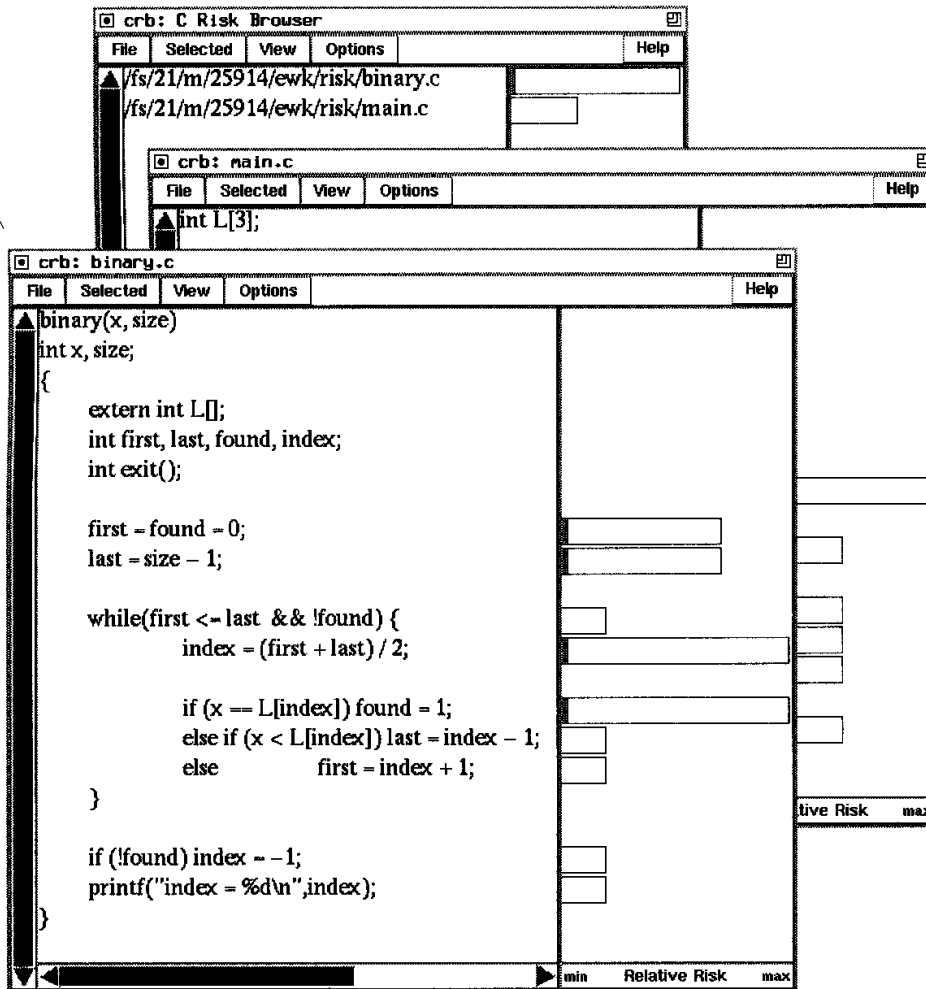 crb: C Risk Browser
File Selected View Options Help
/fs/21/m/25914/ewk/risk/binary.c
/fs/21/m/25914/ewk/risk/main.c
crb: main.c
File Selected View Options Help
int L[3];
crb: binary.c
File Selected View Options Help
binary(x, size)
int x, size;
{
extern int L[];
int first, last, found, index;
int exit();
first = found = 0;
last = size - 1;
while(first <= last && !found) {
index = (first + last) / 2;
if (x == L[index]) found = 1;
else if (x < L[index]) last = index - 1;
else first = index + 1;
}
if (!found) index = -1;
printf("index = %d\n",index);
}
min Relative Risk max
tive Risk max